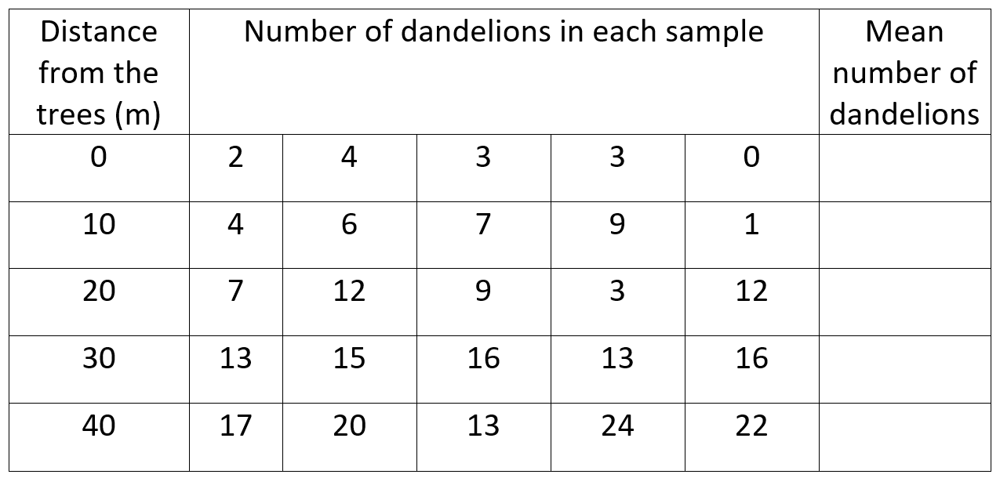 Distance from the trees (m) Number of dandelions in each sample Mean number of dandelions
0 2 4 3 3 0
10 4 6 7 9 1
20 7 12 9 3 12
30 13 15 16 13 16
40 17 20 13 24 22